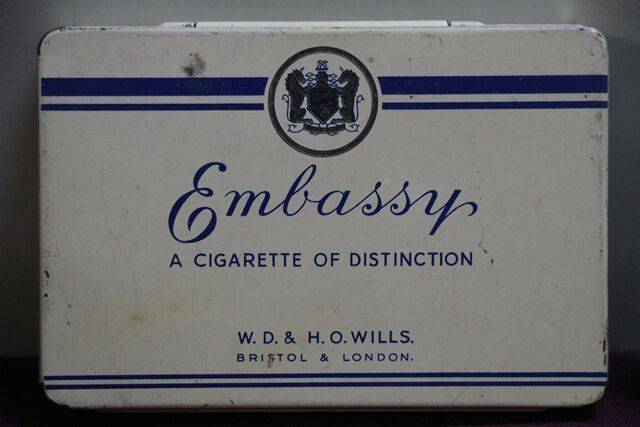 Embassy
A CIGARETTE OF DISTINCTION
W. D. & H. O. WILLS.
BRISTOL & LONDON.